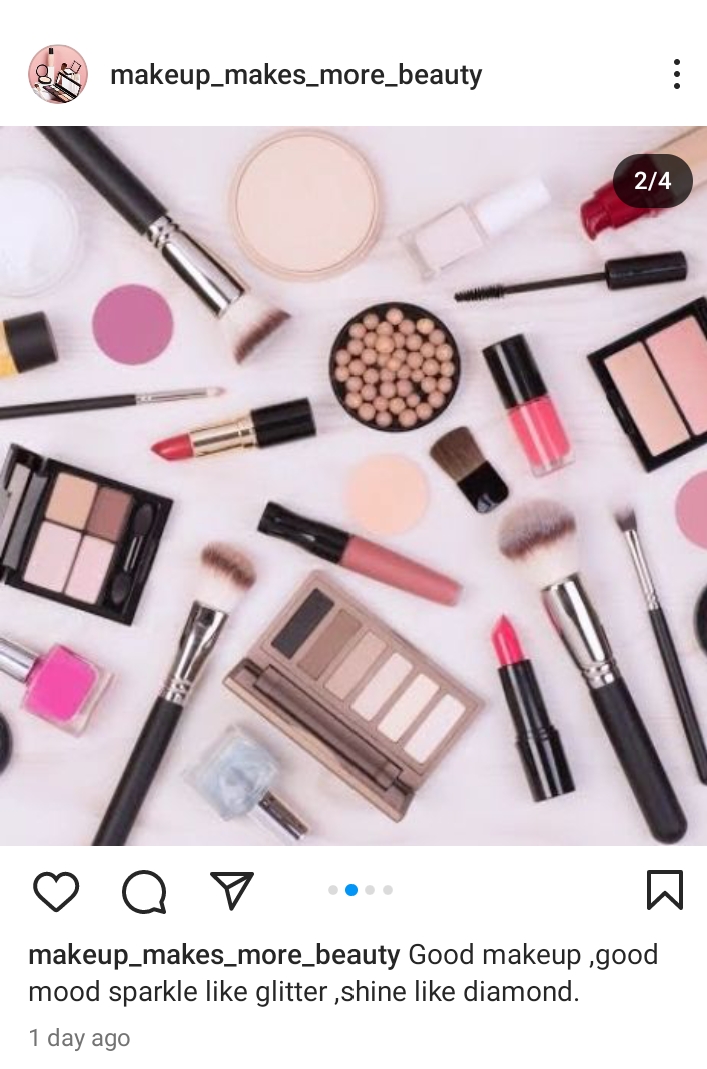 makeup_makes_more_beauty
2/4
makeup_makes_more_beauty Good makeup ,good
mood sparkle like glitter ,shine like diamond.
1 day ago